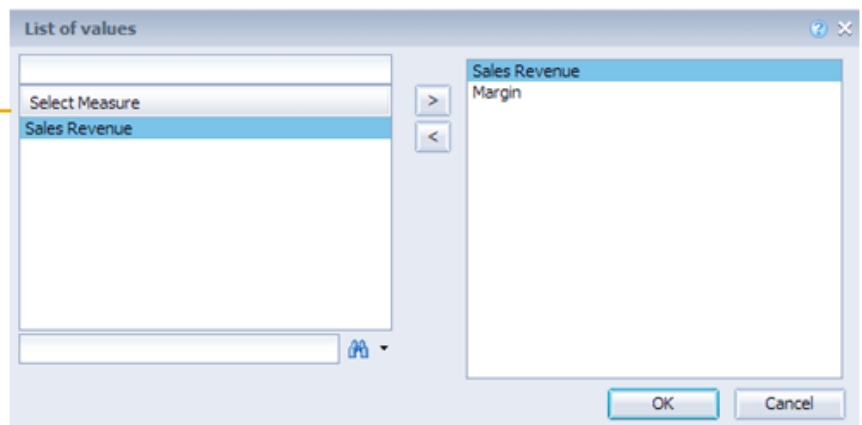 List of values
Select Measure
Sales Revenue
>
<
Sales Revenue
Margin
OK
Cancel